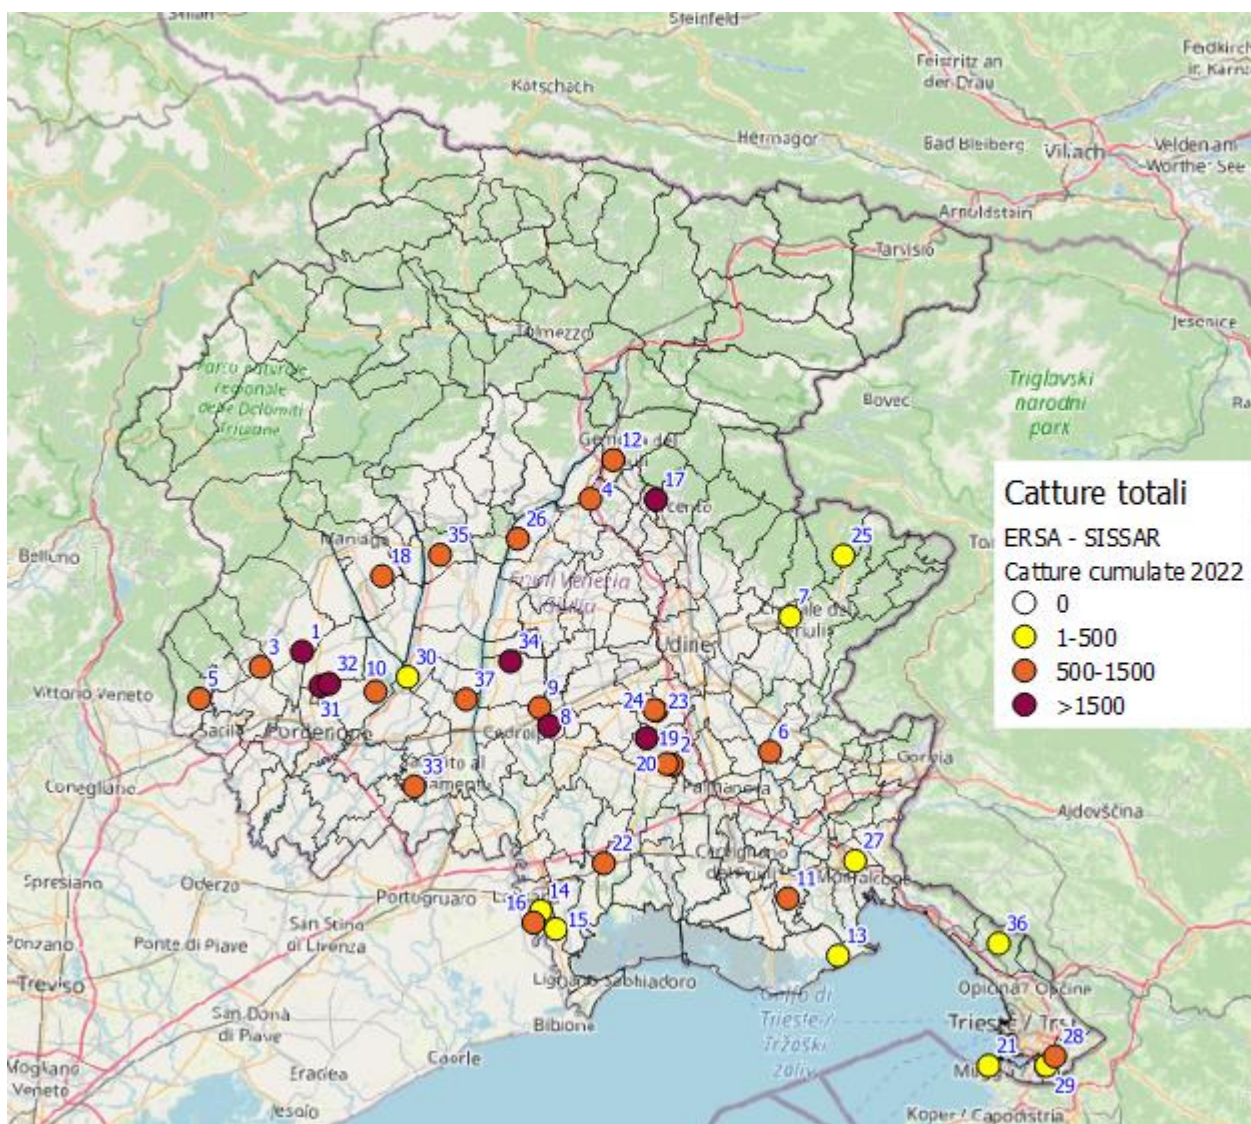 Steinfeld
Kötschach
Feistritz an
der Drau
Feldkirch
in Kärn
Hermagor
Bad Bleiberg
Villach
Velden am
Wörther See
Arnoldstein
Tarvisio
Jesenice
Tolmezzo
Parco naturale
regionale
delle Dolomiti
Friulane
Triglavski
narodni
park
Bovec
12
4
17
26
35
18
25
7
Maniago
Belluno
Friuli Venezia
Giulia
Udine
Catture totali
ERSA - SISSAR
Catture cumulate 2022
0
1-500
500-1500
>1500
1
3
5
32
31
10
30
34
37
9
8
24
23
19
2
20
6
33
Vittorio Veneto
Sacile
Pordenone
Palmanova
Gorizia
Conegliano
Ajdovščina
22
27
11
14
16
15
13
36
Spresiano
Oderzo
Portogruaro
Monfalcone
San Stino
di Livenza
Ponzano
Ponte di Piave
Treviso
Lignano Sabbiadoro
Opicina / Opčine
San Donà
di Piave
Bibione
Golfo di
Trieste /
Tržaški
zaliv
Trieste / Trst
28
21
29
Caorle
Mogliano
Veneto
Eraclea
Jesolo
Koper / Capodistria